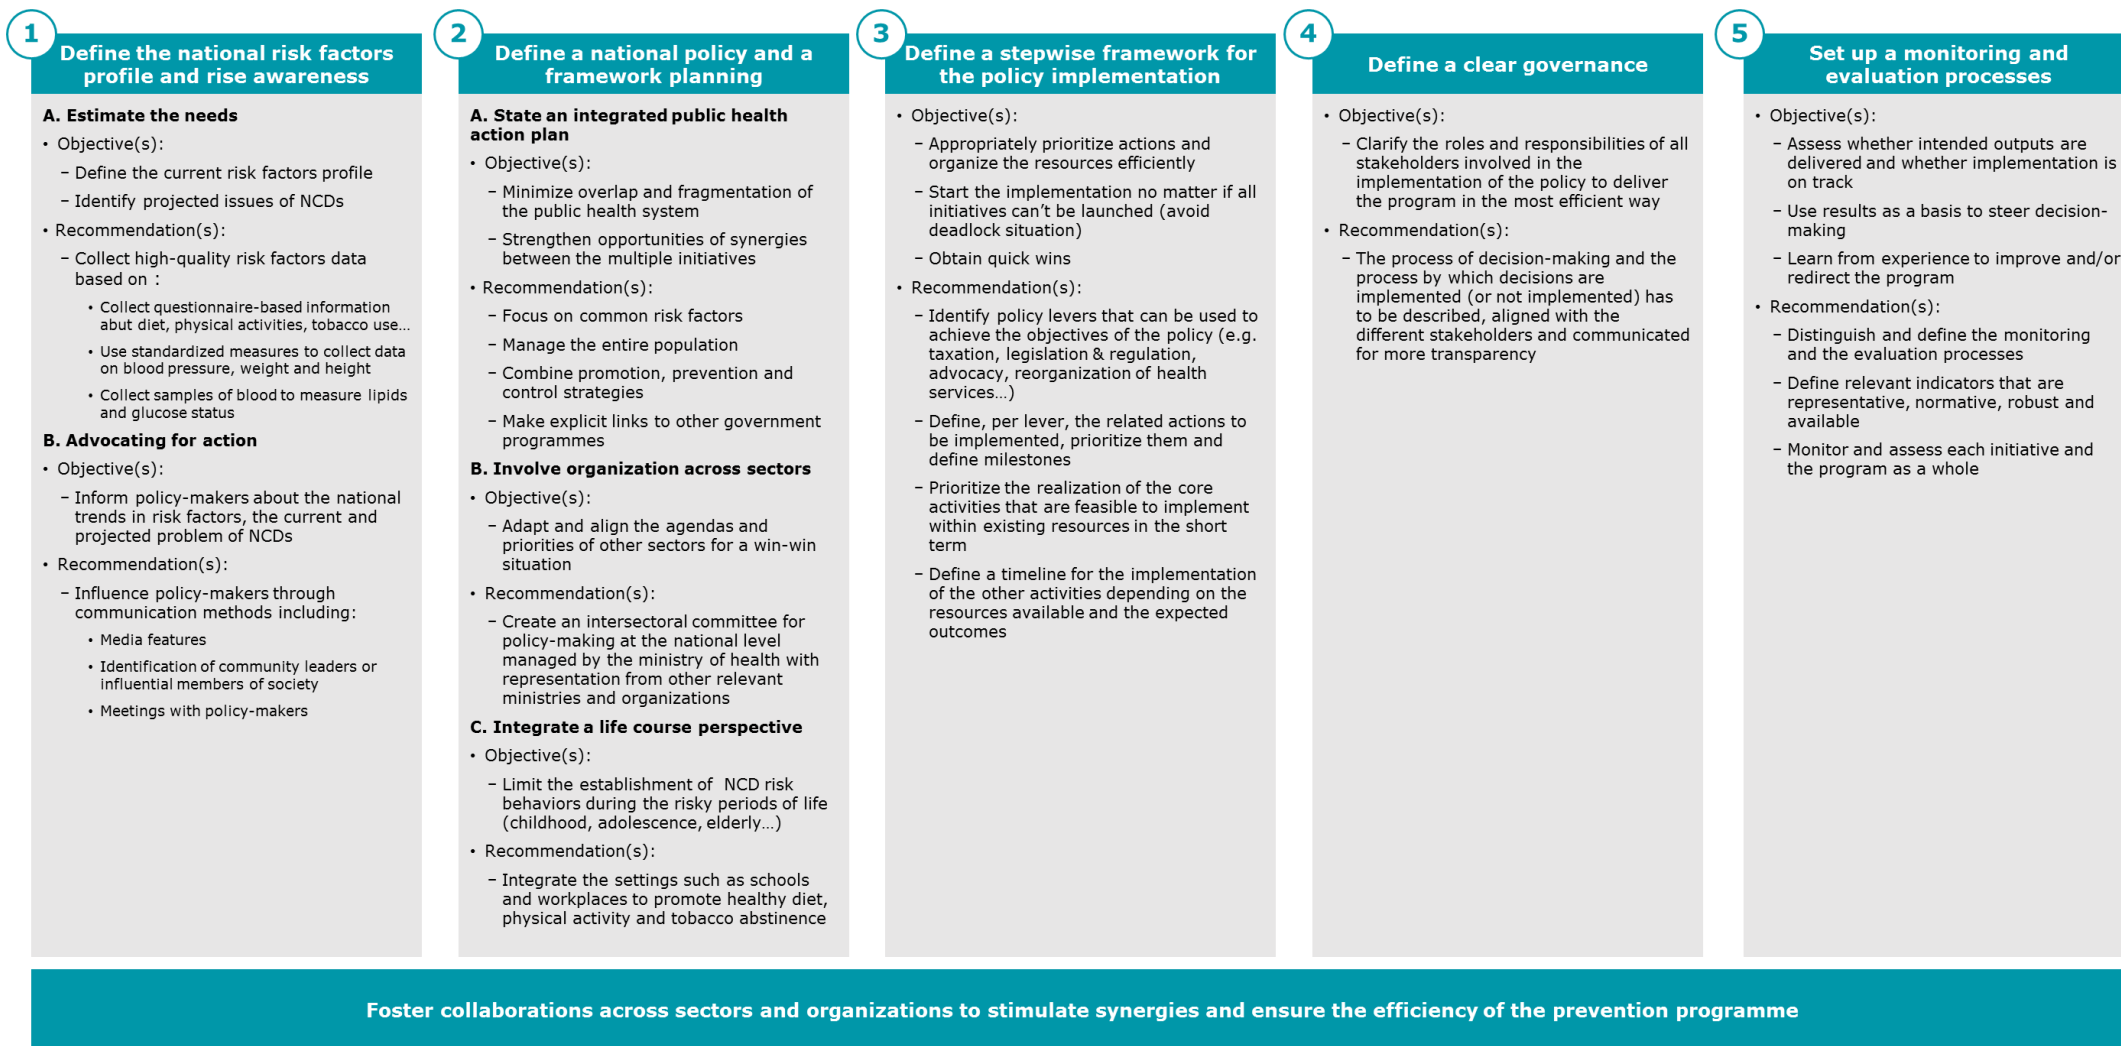 1
Define the national risk factors
profile and rise awareness
A. Estimate the needs
• Objective(s):
– Define the current risk factors profile
– Identify projected issues of NCDs
• Recommendation(s):
– Collect high-quality risk factors data
based on :
• Collect questionnaire-based information
abut diet, physical activities, tobacco use…
• Use standardized measures to collect data
on blood pressure, weight and height
• Collect samples of blood to measure lipids
and glucose status
B. Advocating for action
• Objective(s):
– Inform policy-makers about the national
trends in risk factors, the current and
projected problem of NCDs
• Recommendation(s):
– Influence policy-makers through
communication methods including:
• Media features
• Identification of community leaders or
influential members of society
• Meetings with policy-makers
2
Define a national policy and a
framework planning
A. State an integrated public health
action plan
• Objective(s):
– Minimize overlap and fragmentation of
the public health system
– Strengthen opportunities of synergies
between the multiple initiatives
• Recommendation(s):
– Focus on common risk factors
– Manage the entire population
– Combine promotion, prevention and
control strategies
– Make explicit links to other government
programmes
B. Involve organization across sectors
• Objective(s):
– Adapt and align the agendas and
priorities of other sectors for a win-win
situation
• Recommendation(s):
– Create an intersectoral committee for
policy-making at the national level
managed by the ministry of health with
representation from other relevant
ministries and organizations
C. Integrate a life course perspective
• Objective(s):
– Limit the establishment of NCD risk
behaviors during the risky periods of life
(childhood, adolescence, elderly…)
• Recommendation(s):
– Integrate the settings such as schools
and workplaces to promote healthy diet,
physical activity and tobacco abstinence
3
Define a stepwise framework for
the policy implementation
• Objective(s):
– Appropriately prioritize actions and
organize the resources efficiently
– Start the implementation no matter if all
initiatives can’t be launched (avoid
deadlock situation)
– Obtain quick wins
• Recommendation(s):
– Identify policy levers that can be used to
achieve the objectives of the policy (e.g.
taxation, legislation & regulation,
advocacy, reorganization of health
services…)
– Define, per lever, the related actions to
be implemented, prioritize them and
define milestones
– Prioritize the realization of the core
activities that are feasible to implement
within existing resources in the short
term
– Define a timeline for the implementation
of the other activities depending on the
resources available and the expected
outcomes
4
Define a clear governance
• Objective(s):
– Clarify the roles and responsibilities of all
stakeholders involved in the
implementation of the policy to deliver
the program in the most efficient way
• Recommendation(s):
– The process of decision-making and the
process by which decisions are
implemented (or not implemented) has
to be described, aligned with the
different stakeholders and communicated
for more transparency
5
Set up a monitoring and
evaluation processes
• Objective(s):
– Assess whether intended outputs are
delivered and whether implementation is
on track
– Use results as a basis to steer decision-
making
– Learn from experience to improve and/or
redirect the program
• Recommendation(s):
– Distinguish and define the monitoring
and the evaluation processes
– Define relevant indicators that are
representative, normative, robust and
available
– Monitor and assess each initiative and
the program as a whole
Foster collaborations across sectors and organizations to stimulate synergies and ensure the efficiency of the prevention programme